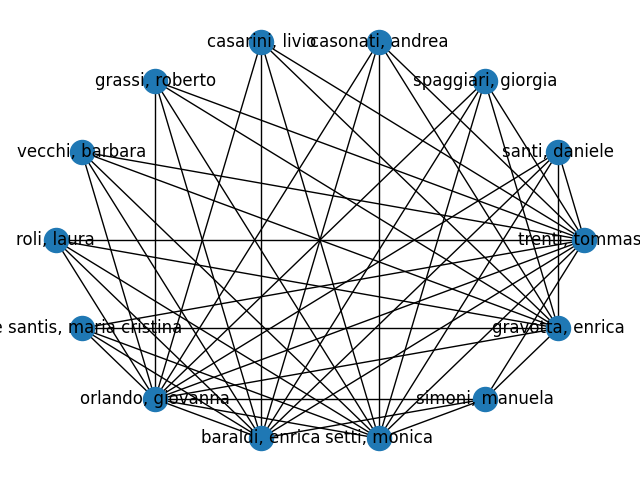 casarini, livio
casonati, andrea
grassi, roberto
spaggiari, giorgia
vecchi, barbara
santi, daniele
roli, laura
trenti, tommas
e santis, maria cristina
gravotta, enrica
orlando, giovanna
simoni, manuela
baraldi, enrica
setti, monica